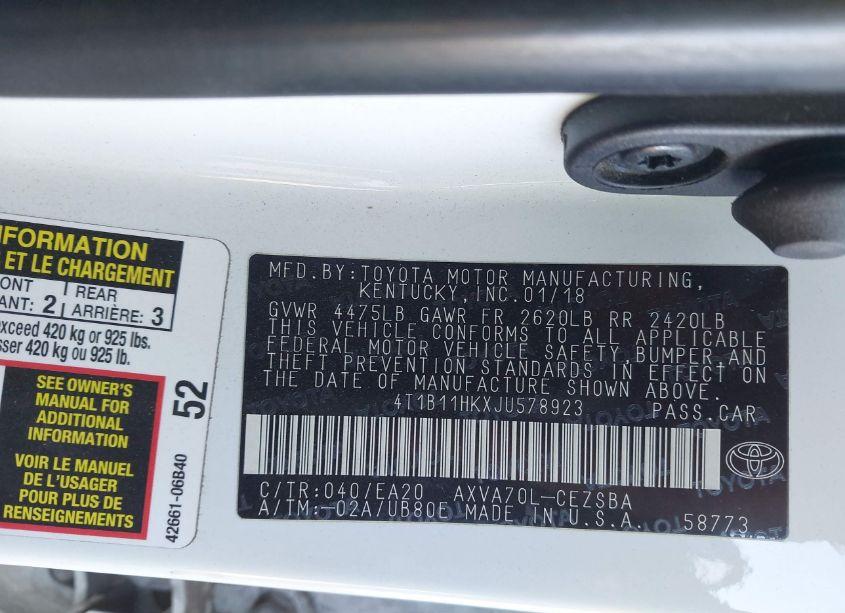 NFORMATION
ET LE CHARGEMENT
ONT
ANT: 2
REAR
ARRIÈRE: 3
exceed 420 kg or 925 lbs.
sser 420 kg ou 925 lb.
SEE OWNER'S
MANUAL FOR
ADDITIONAL
INFORMATION
VOIR LE MANUEL
DE L'USAGER
POUR PLUS DE
RENSEIGNEMENTS
52
42661-06B40
MFD.BY:TOYOTA MOTOR MANUFACTURING,
KENTUCKY,INC.01/18
GVWR 4475LB GAWR FR 2620LB RR 2420LB
THIS VEHICLE CONFORMS TO ALL APPLICABLE
FEDERAL MOTOR VEHICLE SAFETY,BUMPER,AND
THEFT PREVENTION STANDARDS IN EFFECT ON
THE DATE OF MANUFACTURE SHOWN ABOVE.
4T1B11HKXJU578923 PASS.CAR
C/TR:040/EA20 AXVA70L-CEZSBA
A/TM:-02A/UB80E MADE IN U.S.A. 58773